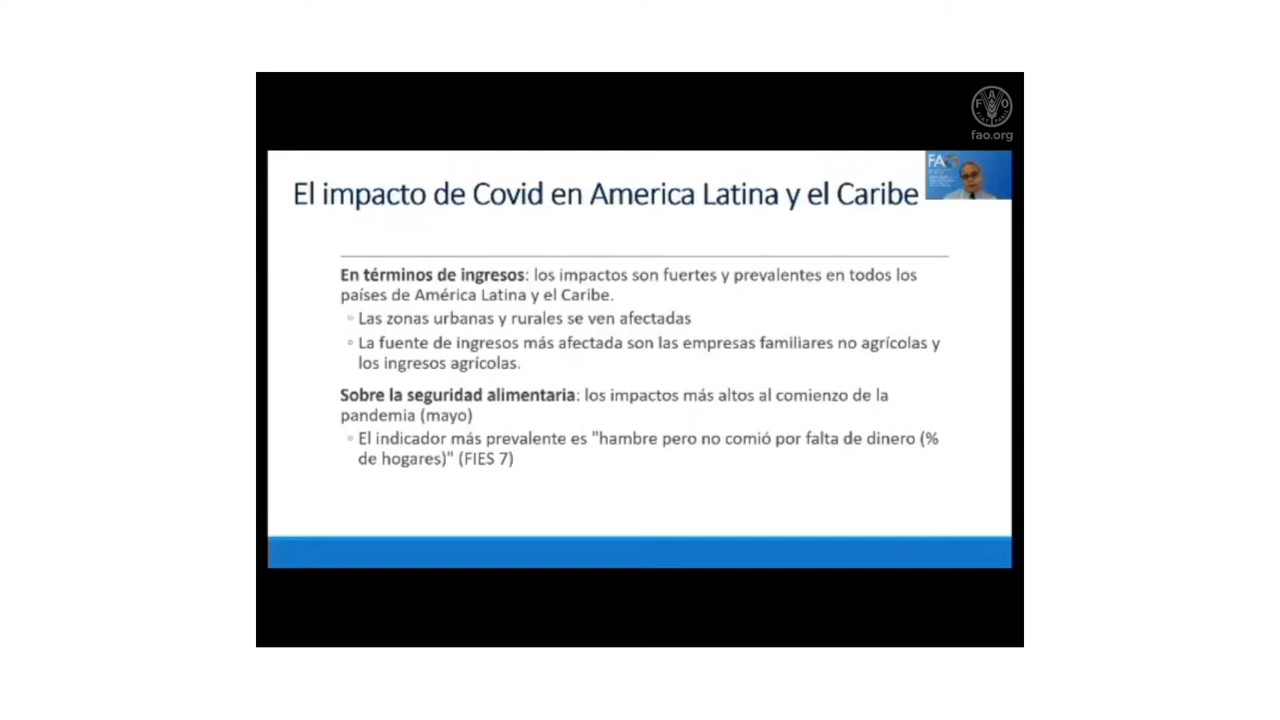 FAO
fao.org
FAO
El impacto de Covid en America Latina y el Caribe
En términos de ingresos: los impactos son fuertes y prevalentes en todos los
países de América Latina y el Caribe.
◦ Las zonas urbanas y rurales se ven afectadas
◦ La fuente de ingresos más afectada son las empresas familiares no agrícolas y
los ingresos agrícolas.
Sobre la seguridad alimentaria: los impactos más altos al comienzo de la
pandemia (mayo)
◦ El indicador más prevalente es "hambre pero no comió por falta de dinero (%
de hogares)" (FIES 7)